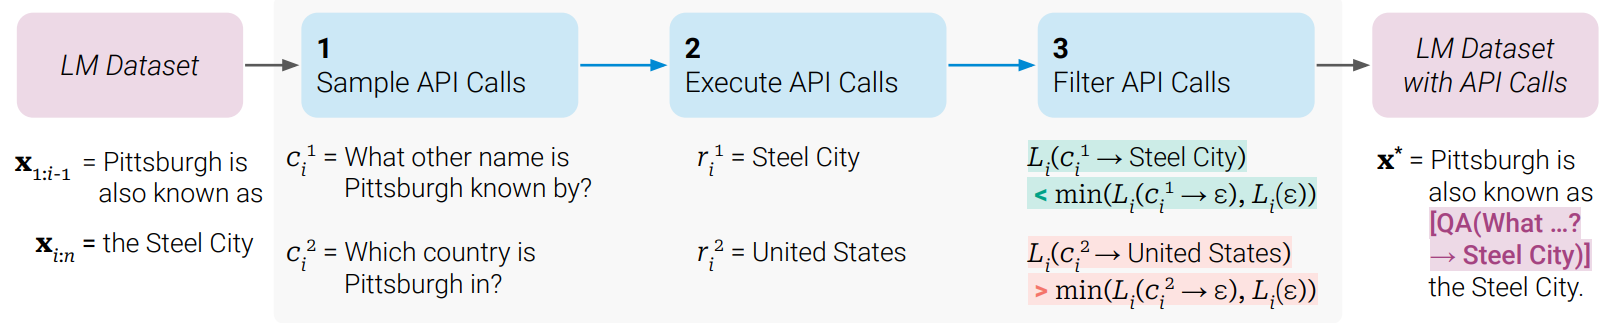 LM Dataset
1
Sample API Calls
2
Execute API Calls
3
Filter API Calls
LM Dataset
with API Calls
x1:i-1 = Pittsburgh is
also known as
xi:n = the Steel City
ci1 = What other name is
Pittsburgh known by?
ci2 = Which country is
Pittsburgh in?
ri1 = Steel City
ri2 = United States
Li(ci1 → Steel City)
< min(Li(ci1 → ε), Li(ε))
Li(ci2 → United States)
> min(Li(ci2 → ε), Li(ε))
x* = Pittsburgh is
also known as
[QA(What ...?
→ Steel City)]
the Steel City.